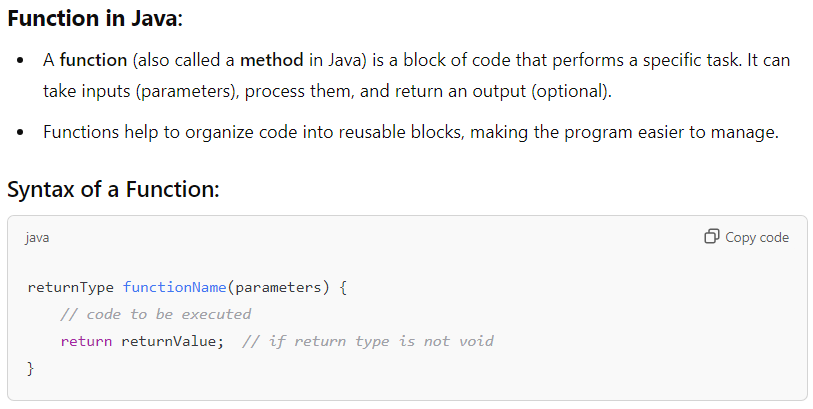 Function in Java:
• A function (also called a method in Java) is a block of code that performs a specific task. It can
take inputs (parameters), process them, and return an output (optional).
• Functions help to organize code into reusable blocks, making the program easier to manage.
Syntax of a Function:
java
Copy code
returnType functionName(parameters) {
    // code to be executed
    return returnValue;  // if return type is not void
}